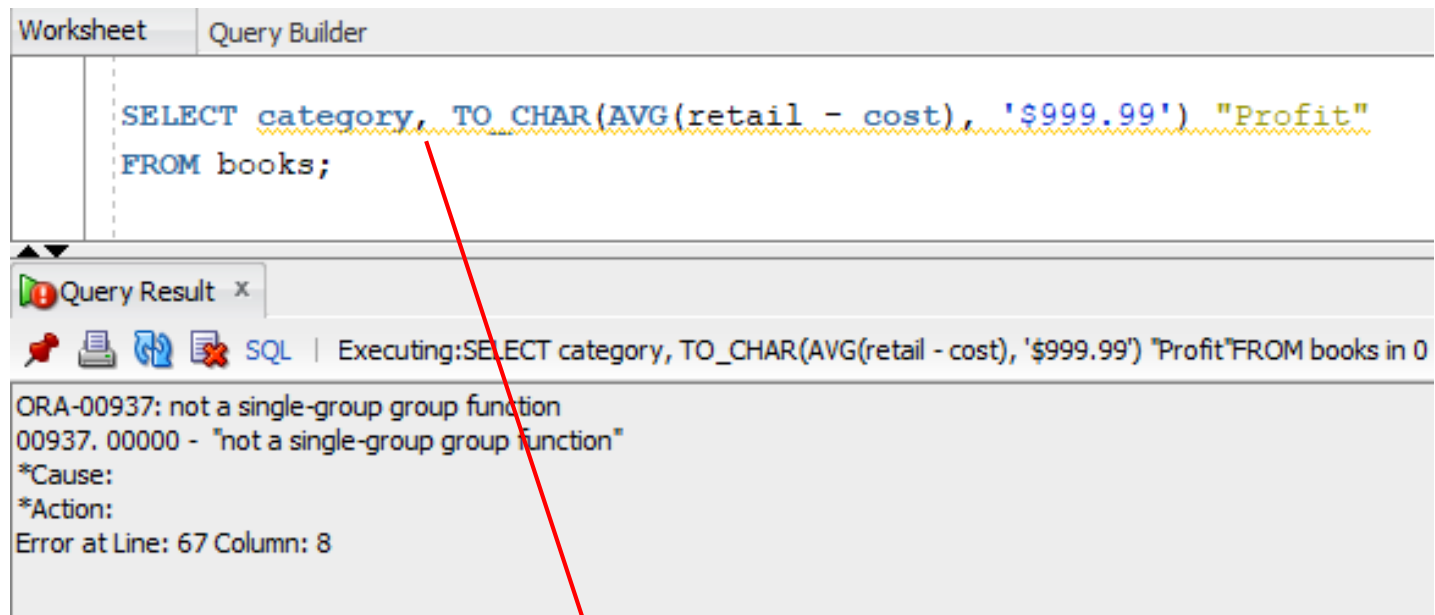 Worksheet Query Builder
SELECT category, TO_CHAR(AVG(retail - cost), '$999.99') "Profit"
FROM books;
Query Result x
SQL | Executing:SELECT category, TO_CHAR(AVG(retail - cost), '$999.99') "Profit"FROM books in 0
ORA-00937: not a single-group group function
00937. 00000 - "not a single-group group function"
*Cause:
*Action:
Error at Line: 67 Column: 8